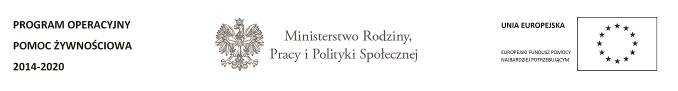 PROGRAM OPERACYJNY
POMOC ŻYWNOŚCIOWA
2014-2020
Ministerstwo Rodziny,
Pracy i Polityki Społecznej
UNIA EUROPEJSKA
EUROPEJSKI FUNDUSZ POMOCY
NAJBARDZIEJ POTRZEBUJĄCYM